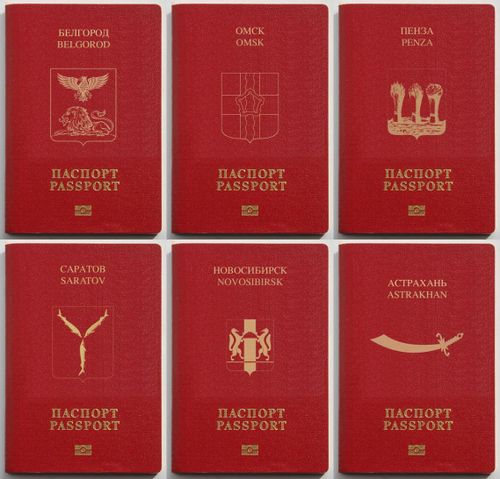 БЕЛГОРОД
BELGOROD
ПАСПОРТ
PASSPORT
ОМСК
OMSK
ПАСПОРТ
PASSPORT
ПЕНЗА
PENZA
ПАСПОРТ
PASSPORT
САРАТОВ
SARATOV
ПАСПОРТ
PASSPORT
НОВОСИБИРСК
NOVOSIBIRSK
ПАСПОРТ
PASSPORT
АСТРАХАНЬ
ASTRAKHAN
ПАСПОРТ
PASSPORT